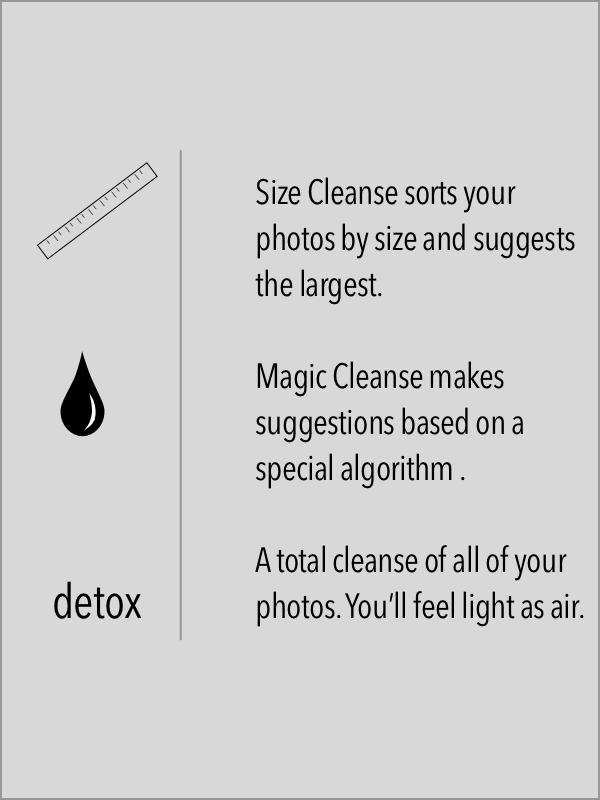 Size Cleanse sorts your
photos by size and suggests
the largest.
Magic Cleanse makes
suggestions based on a
special algorithm .
detox
A total cleanse of all of your
photos. You’ll feel light as air.